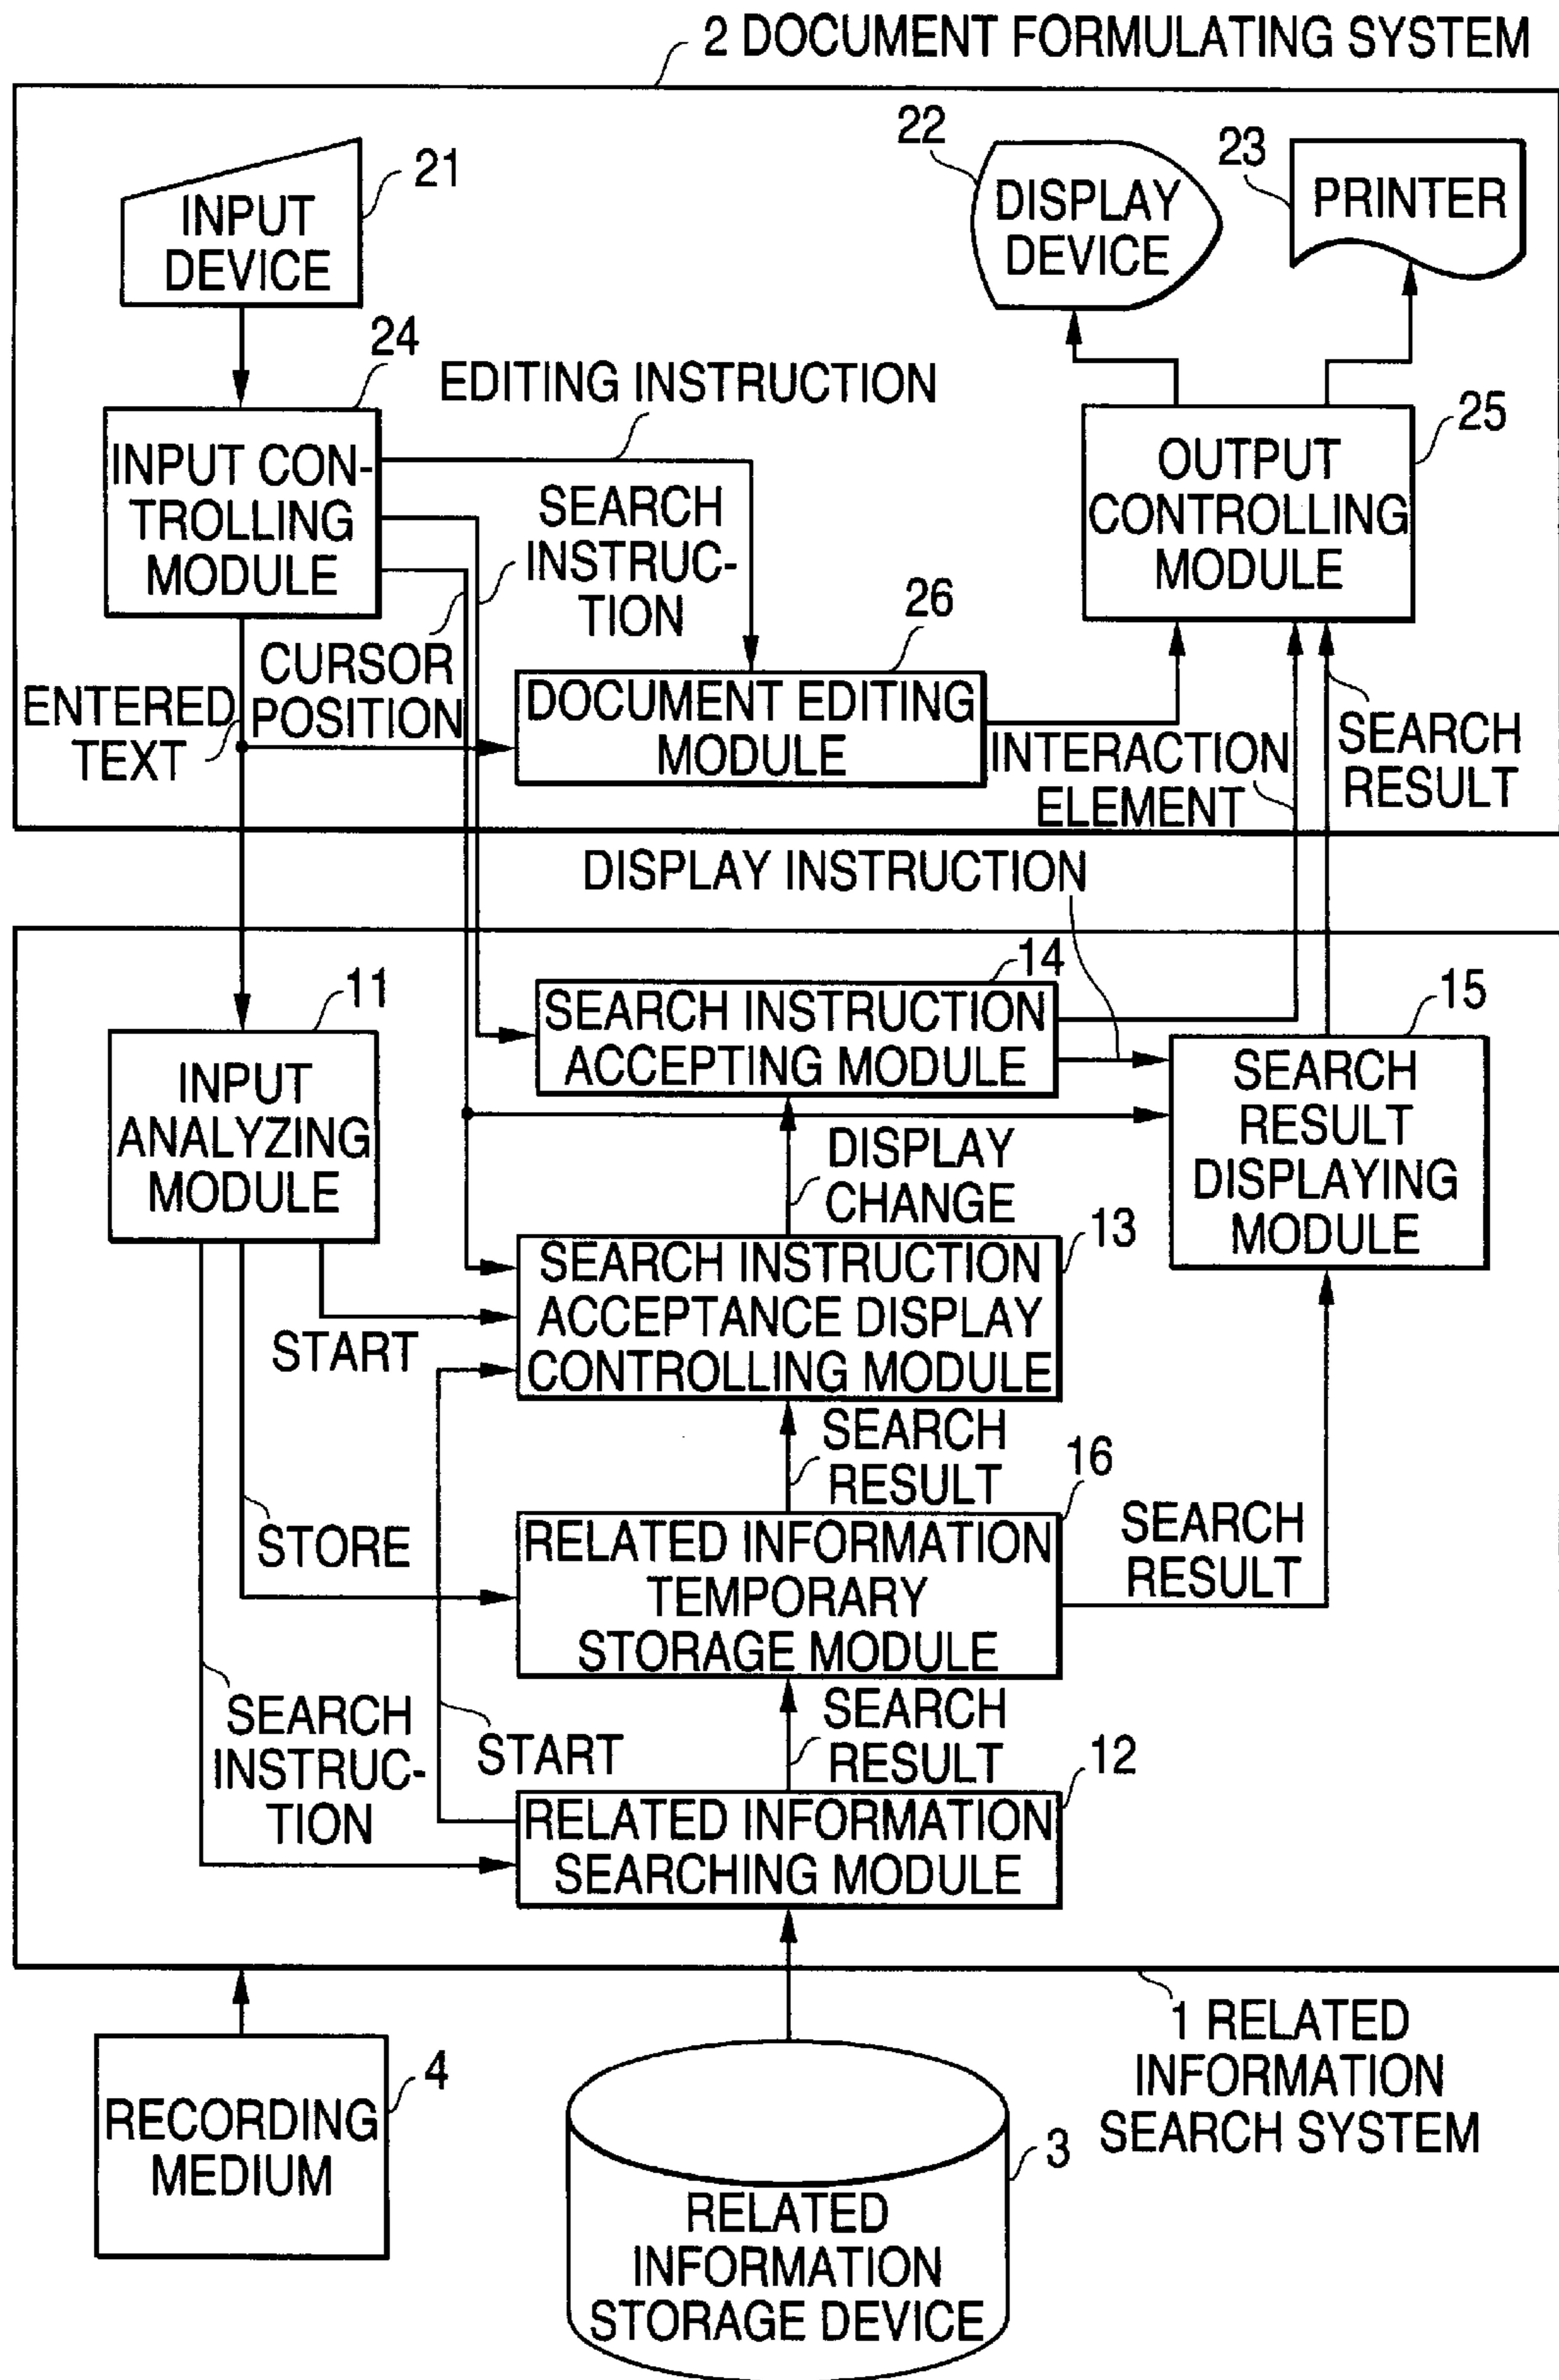 2 DOCUMENT FORMULATING SYSTEM
21
INPUT
DEVICE
22
DISPLAY
DEVICE
23
PRINTER
24
INPUT CON-
TROLLING
MODULE
EDITING INSTRUCTION
SEARCH
INSTRUC-
TION
25
OUTPUT
CONTROLLING
MODULE
CURSOR
POSITION
ENTERED
TEXT
26
DOCUMENT EDITING
MODULE
INTERACTION
ELEMENT
SEARCH
RESULT
DISPLAY INSTRUCTION
11
INPUT
ANALYZING
MODULE
14
SEARCH INSTRUCTION
ACCEPTING MODULE
15
SEARCH
RESULT
DISPLAYING
MODULE
DISPLAY
CHANGE
13
SEARCH INSTRUCTION
ACCEPTANCE DISPLAY
CONTROLLING MODULE
START
SEARCH
RESULT
16
RELATED INFORMATION
TEMPORARY
STORAGE MODULE
STORE
SEARCH
RESULT
SEARCH
INSTRUC-
TION
START
SEARCH
RESULT
12
RELATED INFORMATION
SEARCHING MODULE
1 RELATED
INFORMATION
SEARCH SYSTEM
4
RECORDING
MEDIUM
3
RELATED
INFORMATION
STORAGE DEVICE